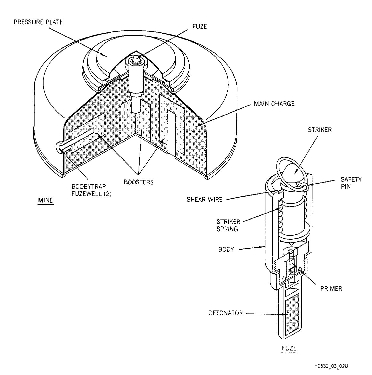 PRESSURE PLATE
FUZE
MAIN CHARGE
STRIKER
BOOBYTRAP
FUZEWELL (2)
BOOSTERS
MINE
SHEAR WIRE
SAFETY
PIN
STRIKER
SPRING
BODY
PRIMER
DETONATOR
FUZE